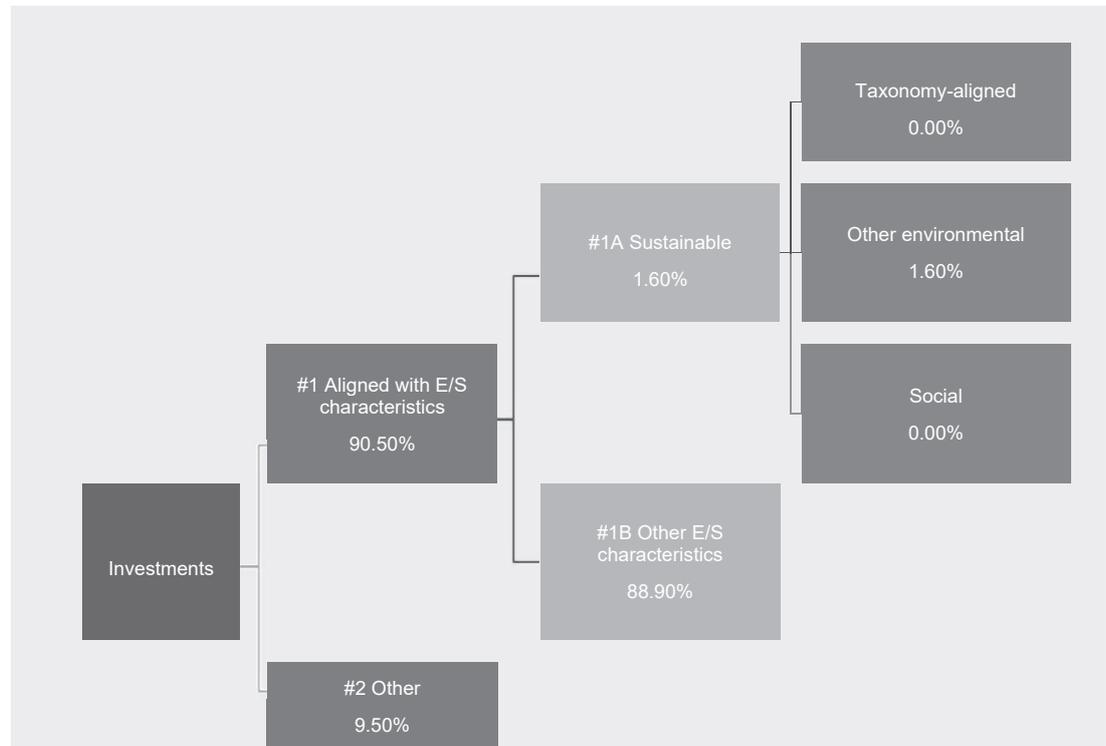 Taxonomy-aligned
0.00%
#1A Sustainable
1.60%
Other environmental
1.60%
#1 Aligned with E/S
characteristics
90.50%
Social
0.00%
Investments
#1B Other E/S
characteristics
88.90%
#2 Other
9.50%